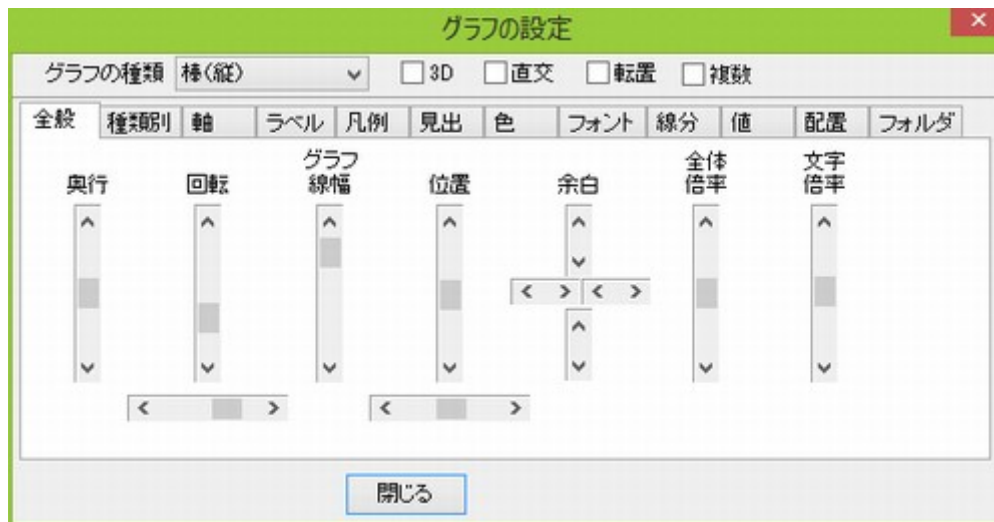 グラフの設定
グラフの種類 棒(縦) 3D 直交 転置 複数
全般 種類別 軸 ラベル 凡例 見出 色 フォント 線分 値 配置 フォルダ
奥行 回転 グラフ 線幅 位置 余白 全体 倍率 文字 倍率
閉じる